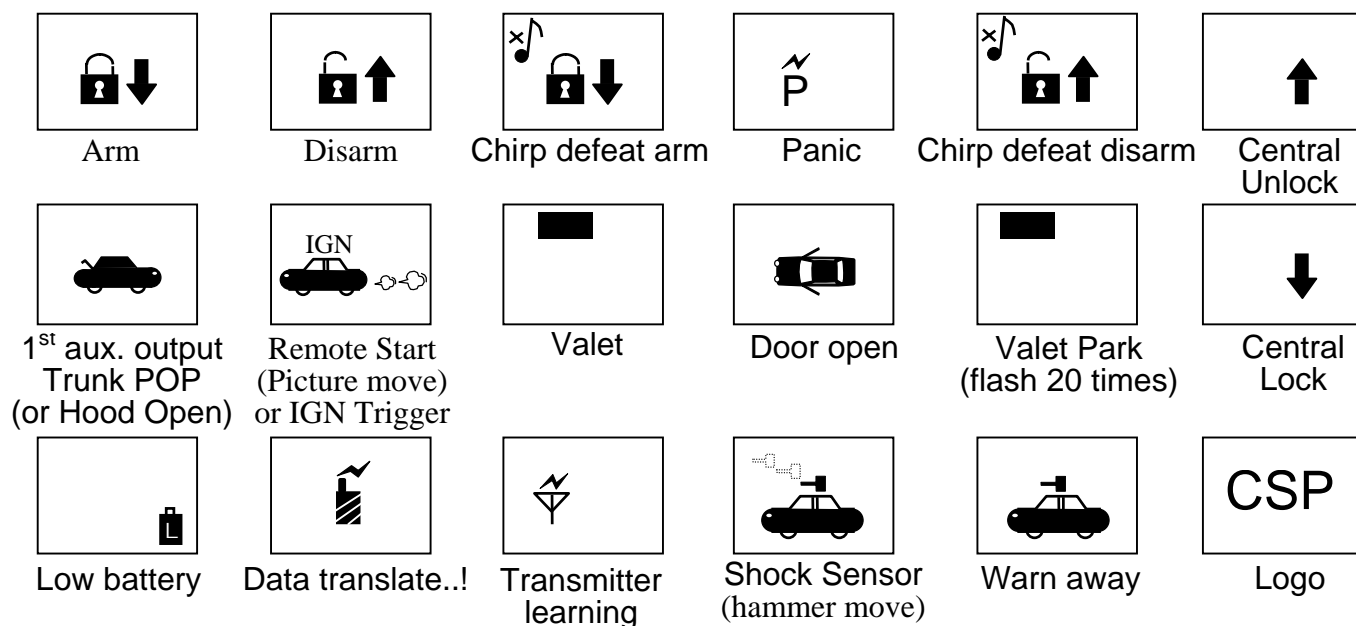 Arm
Disarm
Chirp defeat arm
P
Panic
Chirp defeat disarm
Central
Unlock
1st aux. output
Trunk POP
(or Hood Open)
IGN
Remote Start
(Picture move)
or IGN Trigger
Valet
Door open
Valet Park
(flash 20 times)
Central
Lock
L
Low battery
Data translate..!
Transmitter
learning
Shock Sensor
(hammer move)
Warn away
CSP
Logo